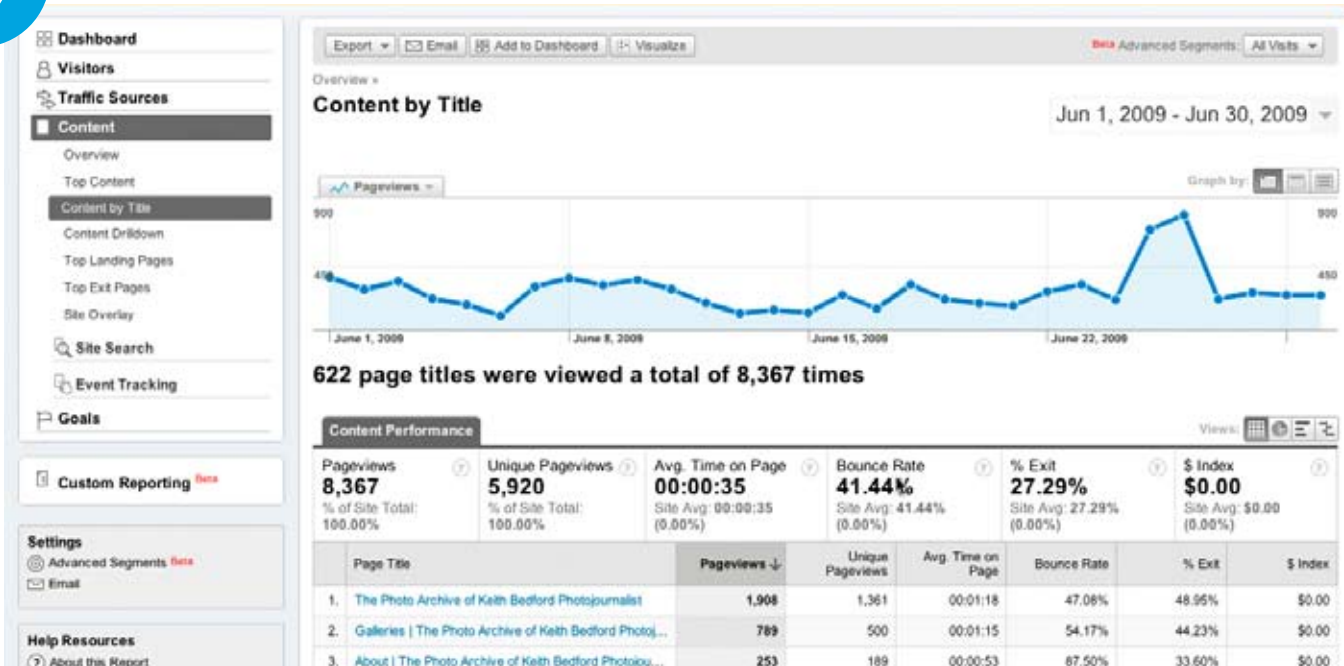 Dashboard
Visitors
Traffic Sources
Content
Overview
Top Content
Content by Title
Content Drilldown
Top Landing Pages
Top Exit Pages
Site Overlay
Site Search
Event Tracking
Goals
Custom Reporting Beta
Settings
Advanced Segments Beta
Email
Help Resources
About this Report
Export Email Add to Dashboard Visualize Beta Advanced Segments: All Visits
Overview »
Content by Title
Jun 1, 2009 - Jun 30, 2009
Pageviews Graph by:
900 900
450 450
June 1, 2009 June 8, 2009 June 15, 2009 June 22, 2009
622 page titles were viewed a total of 8,367 times
Content Performance Views:
Pageviews Unique Pageviews Avg. Time on Page Bounce Rate % Exit $ Index
8,367 5,920 00:00:35 41.44% 27.29% $0.00
% of Site Total: % of Site Total: Site Avg: 00:00:35 Site Avg: 41.44% Site Avg: 27.29% Site Avg: $0.00
100.00% 100.00% (0.00%) (0.00%) (0.00%) (0.00%)
Page Title Pageviews Unique Pageviews Avg. Time on Page Bounce Rate % Exit $ Index
1. The Photo Archive of Keith Bedford Photojournalist 1,908 1,361 00:01:18 47.08% 48.95% $0.00
2. Galleries | The Photo Archive of Keith Bedford Photoj... 789 500 00:01:15 54.17% 44.23% $0.00
3. About | The Photo Archive of Keith Bedford Photojou... 253 189 00:00:53 87.50% 33.60% $0.00